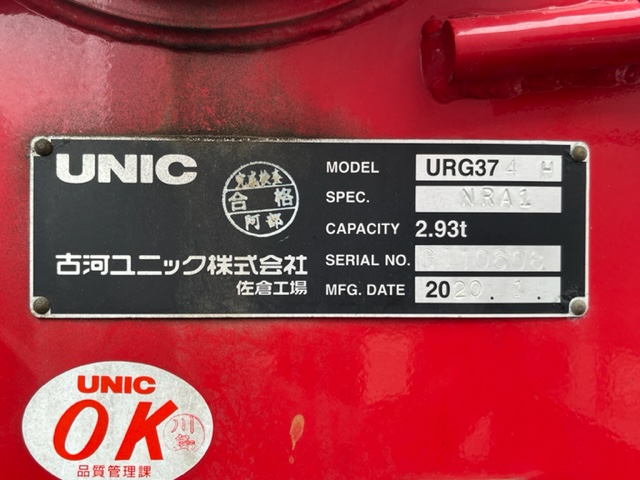 UNIC
完成検査
合格
阿部
古河ユニック株式会社
佐倉工場
MODEL URG374 H
SPEC. NRA1
CAPACITY 2.93t
SERIAL NO.
MFG. DATE 2020.1.
UNIC
OK
品質管理課